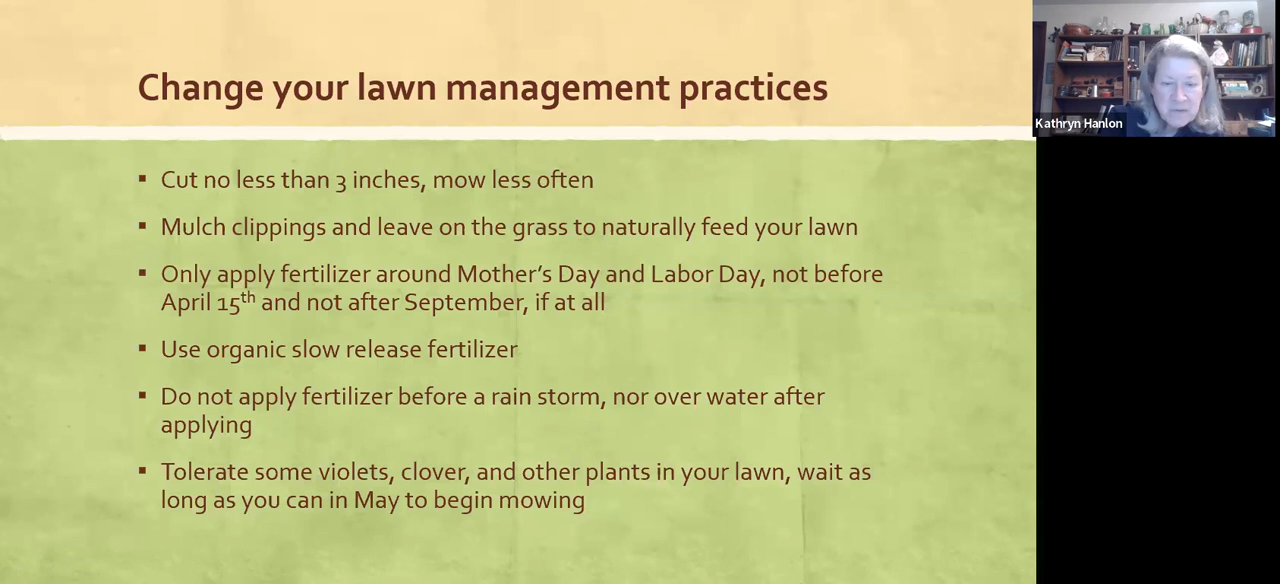 Change your lawn management practices
Kathryn Hanlon
▪ Cut no less than 3 inches, mow less often
▪ Mulch clippings and leave on the grass to naturally feed your lawn
▪ Only apply fertilizer around Mother’s Day and Labor Day, not before
April 15th and not after September, if at all
▪ Use organic slow release fertilizer
▪ Do not apply fertilizer before a rain storm, nor over water after
applying
▪ Tolerate some violets, clover, and other plants in your lawn, wait as
long as you can in May to begin mowing